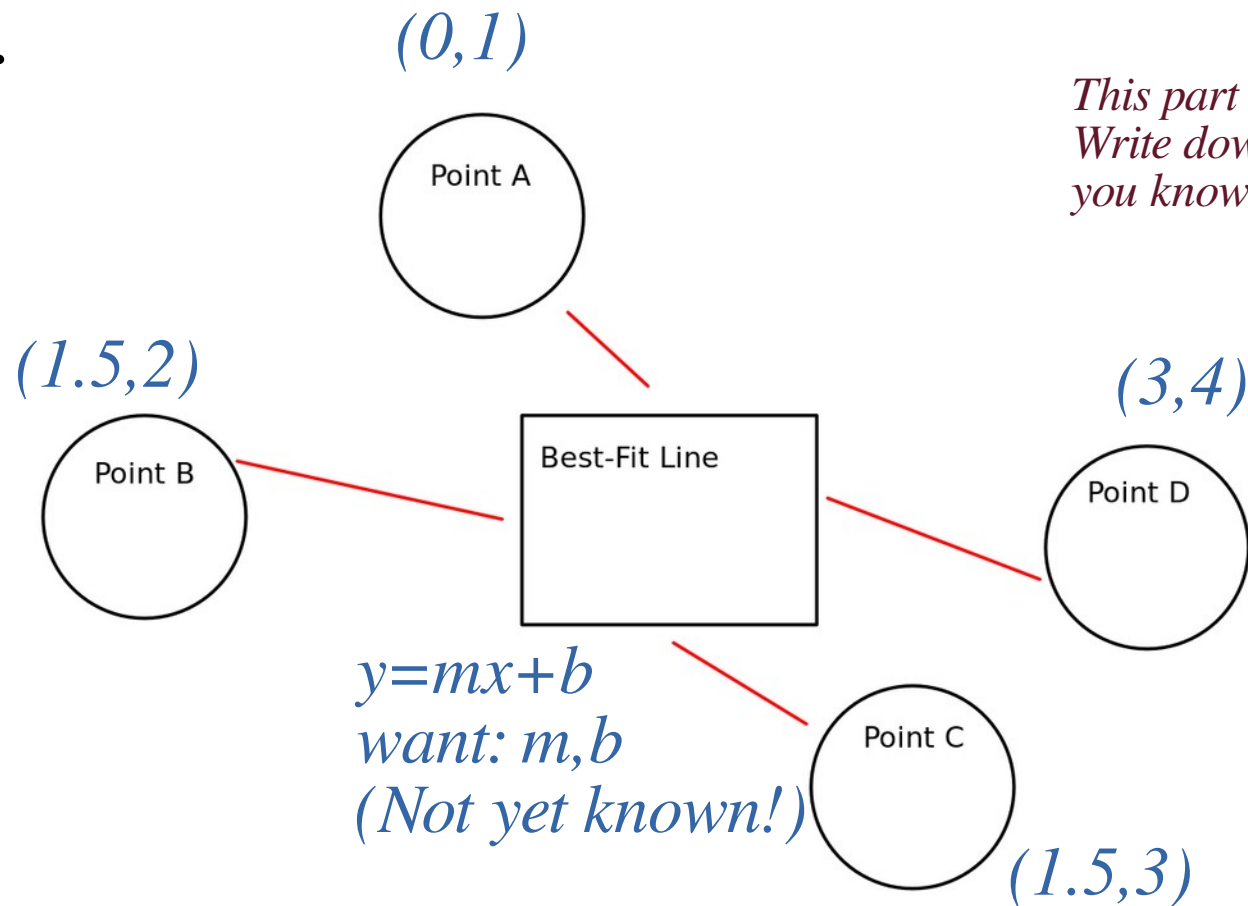 (0,1)
This part
Write dow
you know
Point A
(1.5,2)
(3,4)
Point B
Best-Fit Line
Point D
y=mx+b
want: m,b
(Not yet known!)
Point C
(1.5,3)